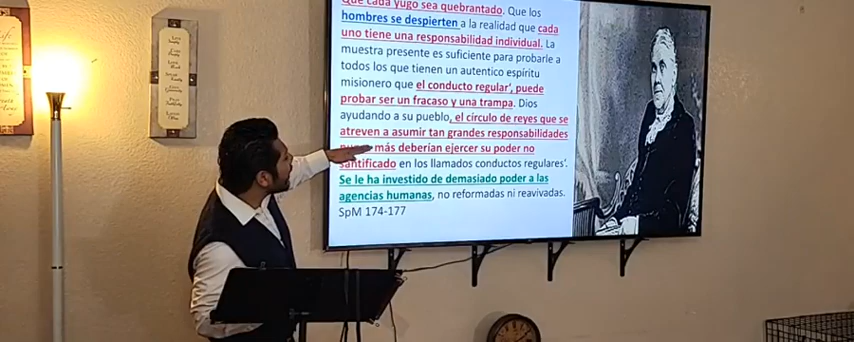 Que cada yugo sea quebrantado. Que los
hombres se despierten a la realidad que cada
uno tiene una responsabilidad individual. La
muestra presente es suficiente para probarle a
todos los que tienen un autentico espíritu
misionero que el conducto regular', puede
probar ser un fracaso y una trampa. Dios
ayudando a su pueblo, el círculo de reyes que se
atreven a asumir tan grandes responsabilidades
más deberían ejercer su poder no
santificado en los llamados conductos regulares'.
Se le ha investido de demasiado poder a las
agencias humanas, no reformadas ni reavivadas.
SpM 174-177